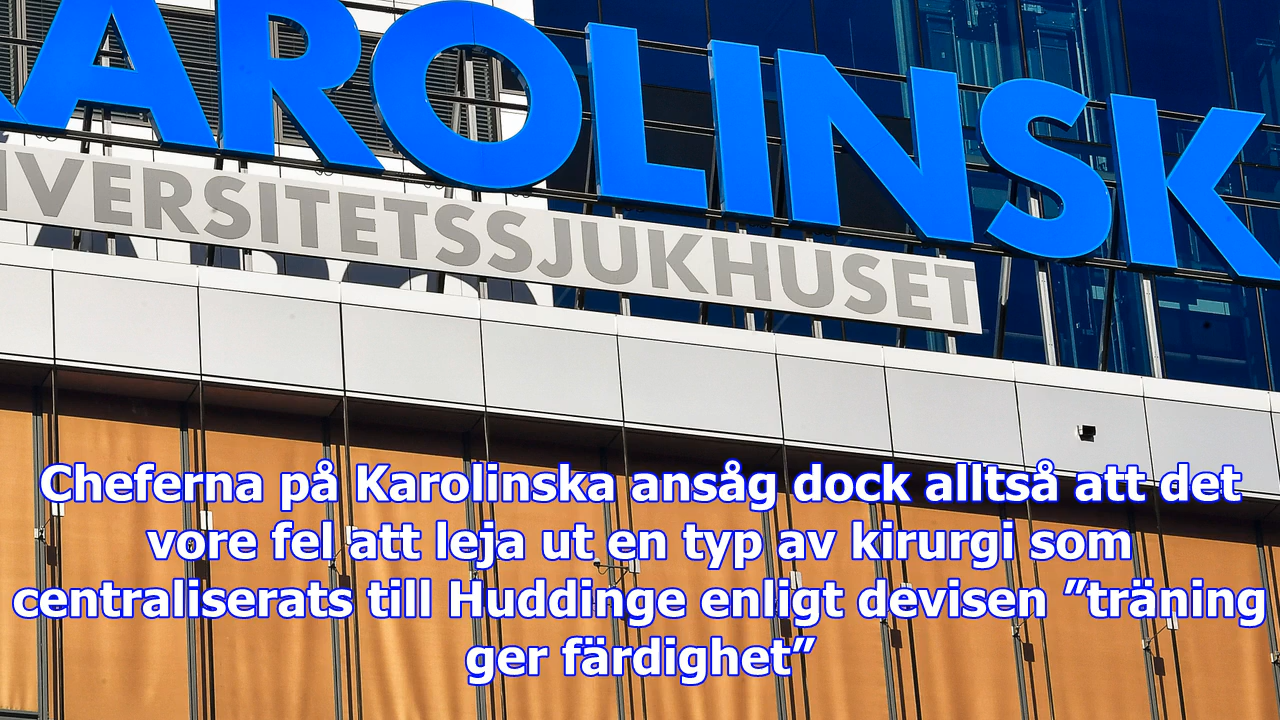 KAROLINSK
IVERSITETSSJUKHUSET
Cheferna på Karolinska ansåg dock alltså att det
vore fel att leja ut en typ av kirurgi som
centraliserats till Huddinge enligt devisen ”träning
ger färdighet”